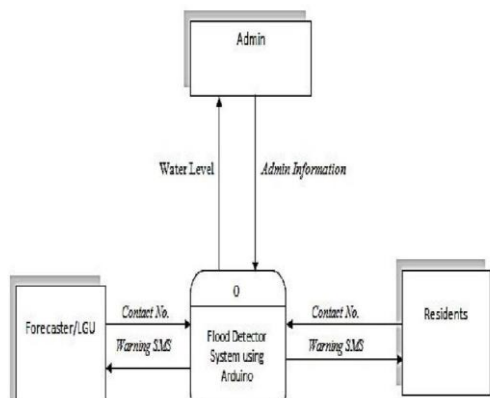 Admin
Water Level
Admin Information
0
Forecaster/LGU
Contact No.
Warning SMS
Flood Detector
System using
Arduino
Contact No.
Warning SMS
Residents